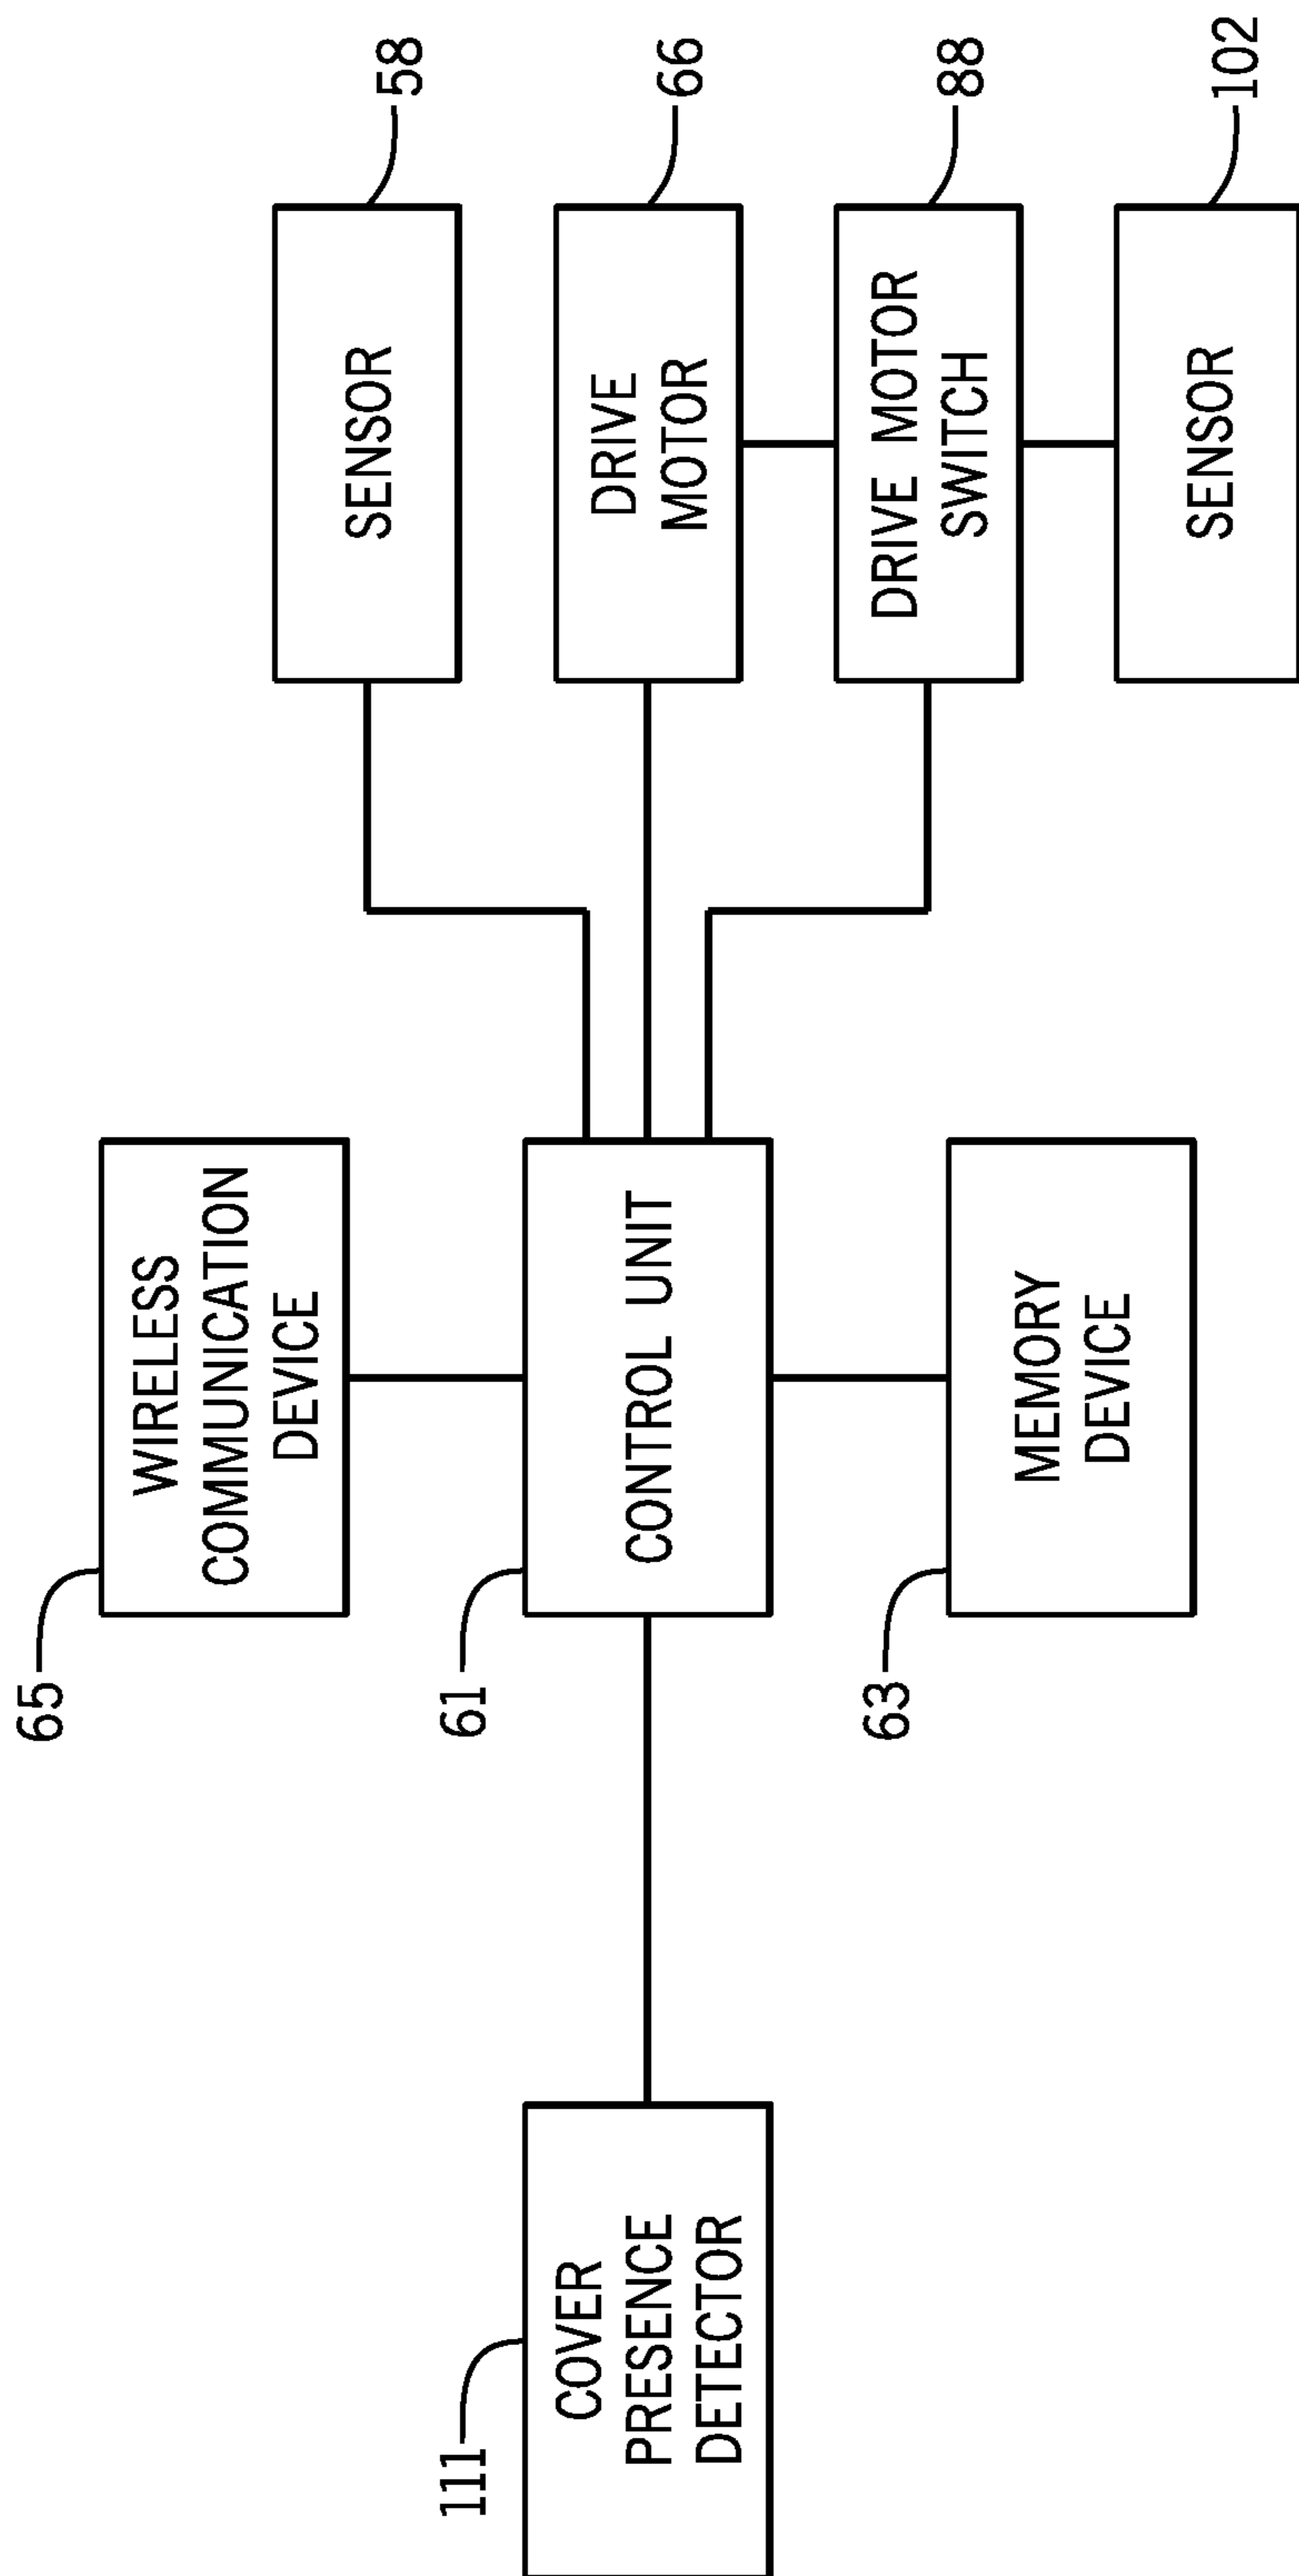 65
WIRELESS
COMMUNICATION
DEVICE
58
SENSOR
111
COVER
PRESENCE
DETECTOR
61
CONTROL UNIT
66
DRIVE
MOTOR
88
DRIVE MOTOR
SWITCH
63
MEMORY
DEVICE
102
SENSOR